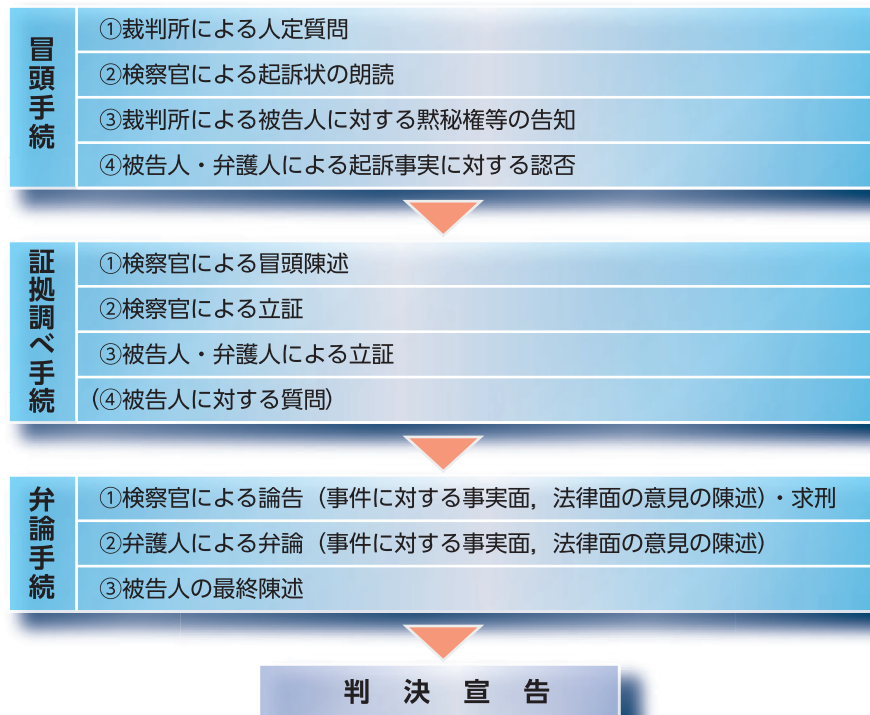 冒頭手続
①裁判所による人定質問
②検察官による起訴状の朗読
③裁判所による被告人に対する黙秘権等の告知
④被告人・弁護人による起訴事実に対する認否
証拠調べ手続
①検察官による冒頭陳述
②検察官による立証
③被告人・弁護人による立証
(④被告人に対する質問)
弁論手続
①検察官による論告（事件に対する事実面，法律面の意見の陳述）・求刑
②弁護人による弁論（事件に対する事実面，法律面の意見の陳述）
③被告人の最終陳述
判決宣告